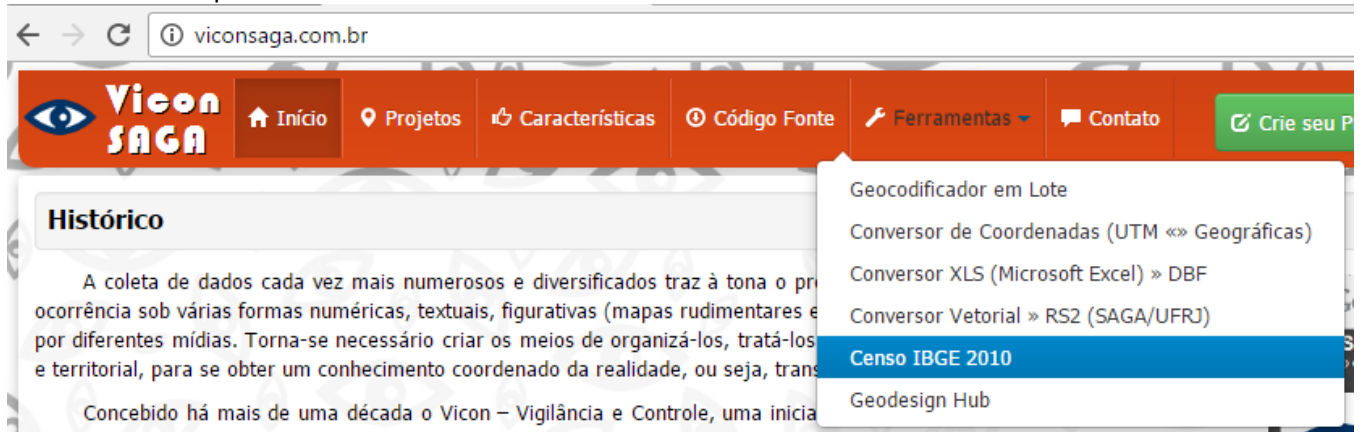 viconsaga.com.br
Vicon
SAGA
Início
Projetos
Características
Código Fonte
Ferramentas
Contato
Crie seu P
Geocodificador em Lote
Histórico
Conversor de Coordenadas (UTM «» Geográficas)
Conversor XLS (Microsoft Excel) » DBF
Conversor Vetorial » RS2 (SAGA/UFRJ)
Censo IBGE 2010
Geodesign Hub
A coleta de dados cada vez mais numerosos e diversificados traz à tona o pr
ocorrência sob várias formas numéricas, textuais, figurativas (mapas rudimentares e
por diferentes mídias. Torna-se necessário criar os meios de organizá-los, tratá-los
e territorial, para se obter um conhecimento coordenado da realidade, ou seja, trans
Concebido há mais de uma década o Vicon – Vigilância e Controle, uma inicia